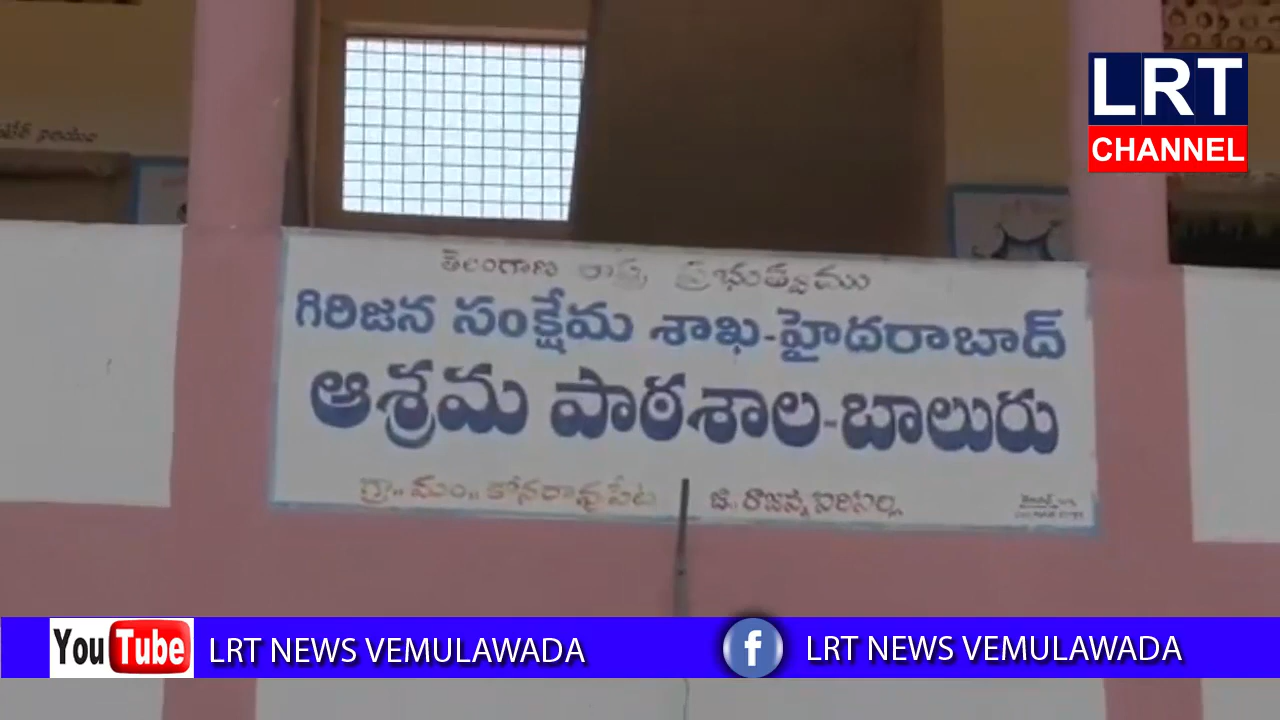 LRT
CHANNEL
తెలంగాణ రాష్ట్ర ప్రభుత్వము
గిరిజన సంక్షేమ శాఖ-హైదరాబాద్
ఆశ్రమ పాఠశాల-బాలురు
గ్రా,, మం,, కోనరావుపేట జి,, రాజన్న సిరిసిల్ల
YouTube LRT NEWS VEMULAWADA f LRT NEWS VEMULAWADA